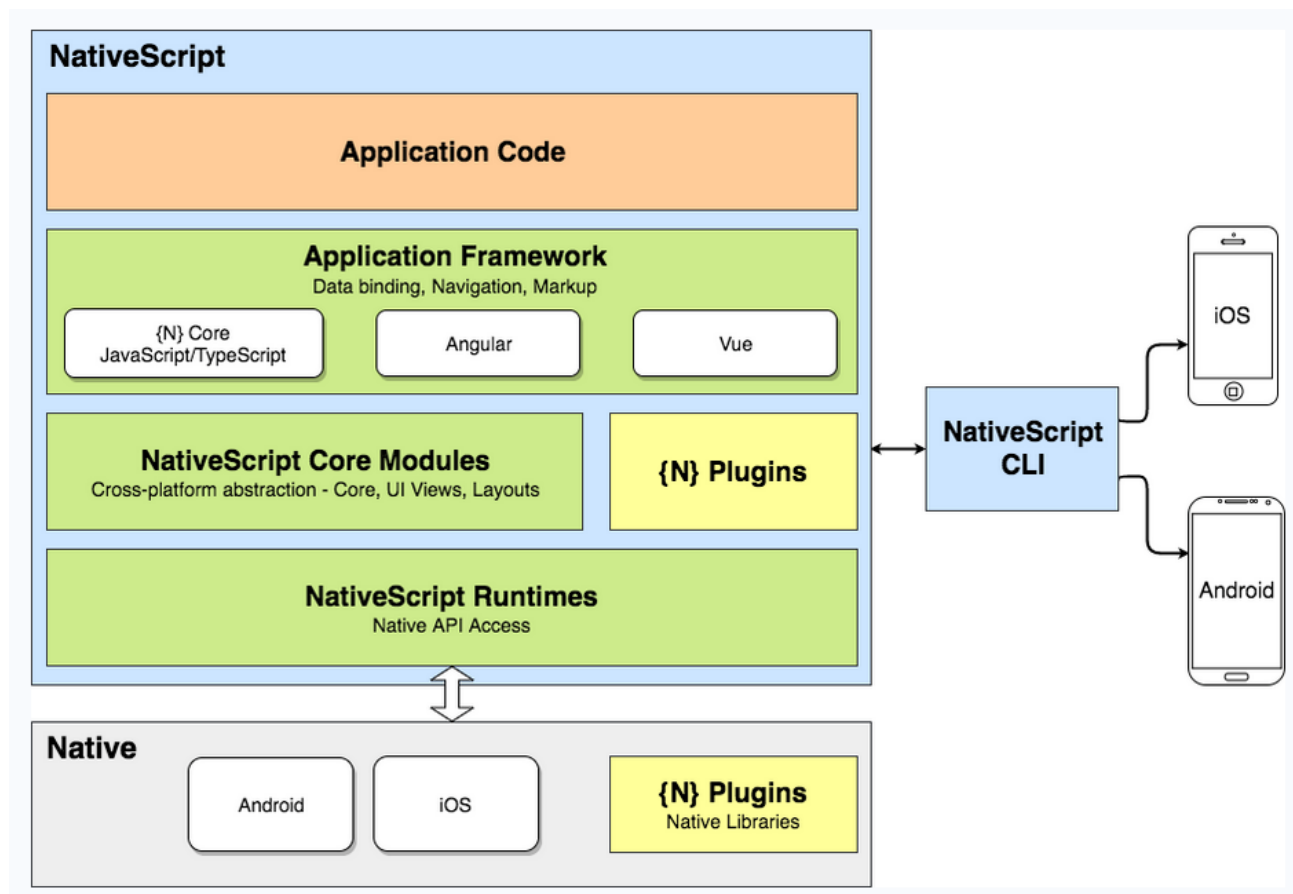 NativeScript
Application Code
Application Framework
Data binding, Navigation, Markup
{N} Core
JavaScript/TypeScript
Angular
Vue
NativeScript Core Modules
Cross-platform abstraction - Core, UI Views, Layouts
{N} Plugins
NativeScript Runtimes
Native API Access
Native
Android
iOS
{N} Plugins
Native Libraries
NativeScript
CLI
iOS
Android